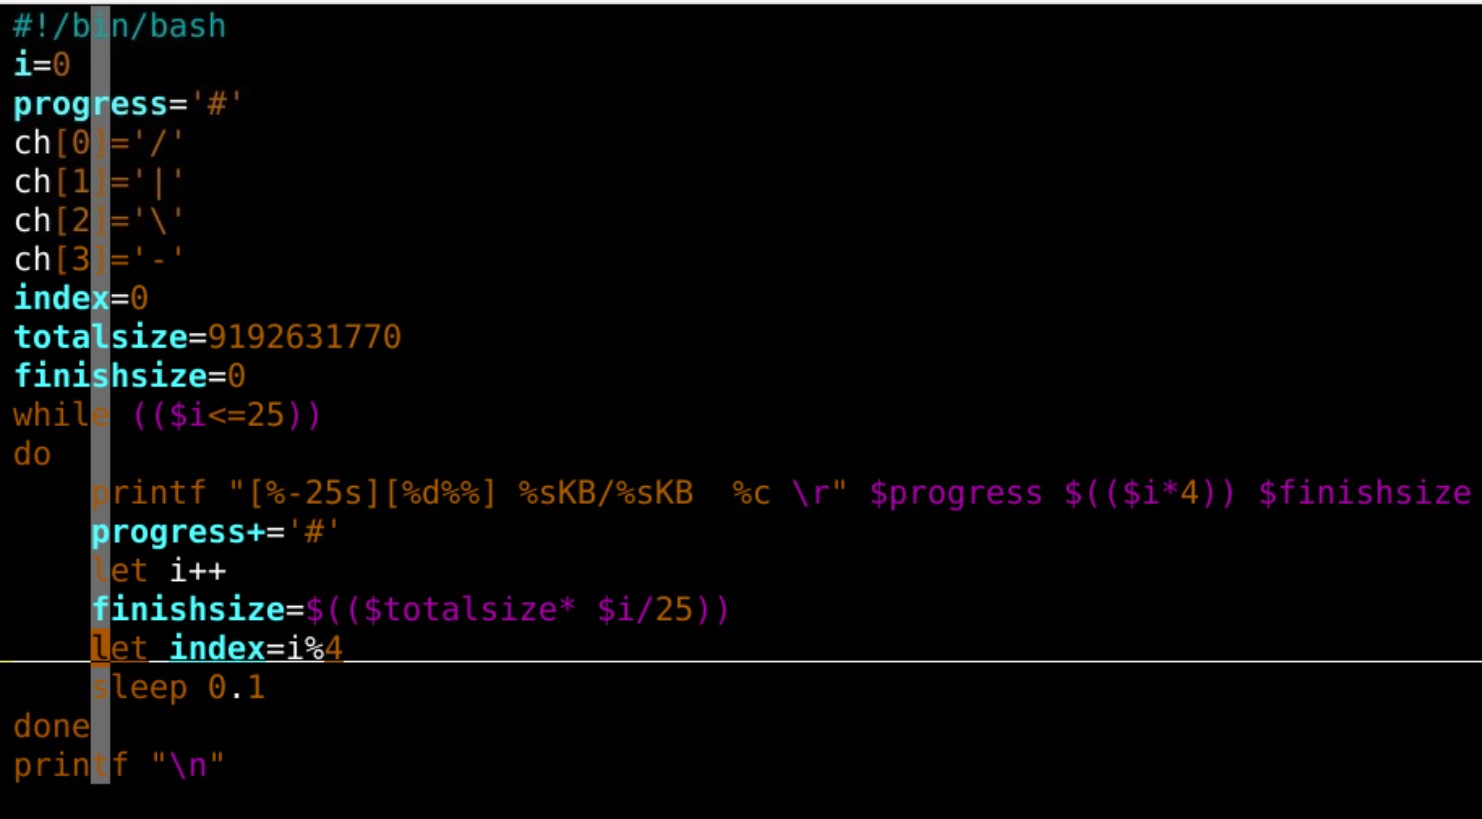 #!/bin/bash
i=0
progress='#'
ch[0]='/'
ch[1]='|'
ch[2]='\'
ch[3]='-'
index=0
totalsize=9192631770
finishsize=0
while (($i<=25))
do
    printf "[%-25s][%d%%] %sKB/%sKB  %c \r" $progress $(($i*4)) $finishsize
    progress+='#'
    let i++
    finishsize=$(($totalsize* $i/25))
    let index=i%4
    sleep 0.1
done
printf "\n"